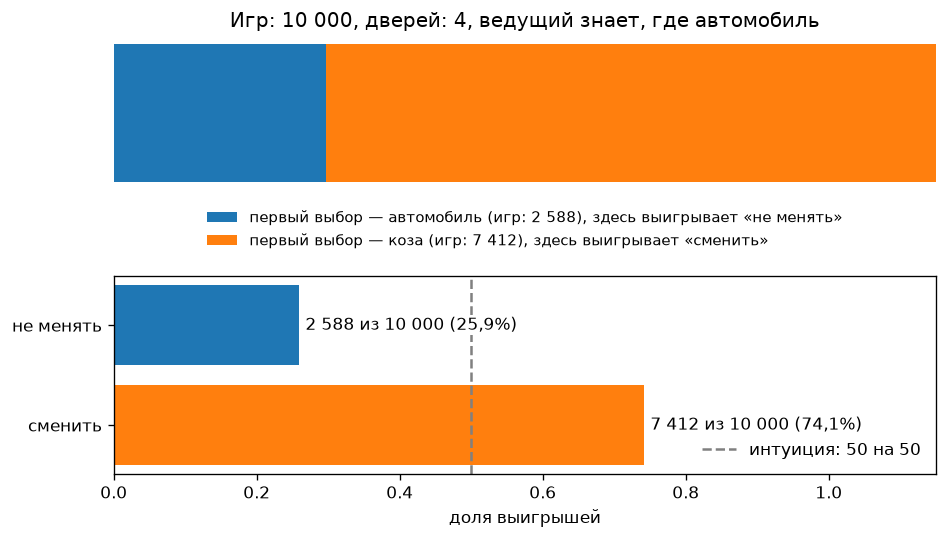 Игр: 10 000, дверей: 4, ведущий знает, где автомобиль
первый выбор — автомобиль (игр: 2 588), здесь выигрывает «не менять»
первый выбор — коза (игр: 7 412), здесь выигрывает «сменить»
не менять
2 588 из 10 000 (25,9%)
сменить
7 412 из 10 000 (74,1%)
интуиция: 50 на 50
0.0 0.2 0.4 0.6 0.8 1.0
доля выигрышей